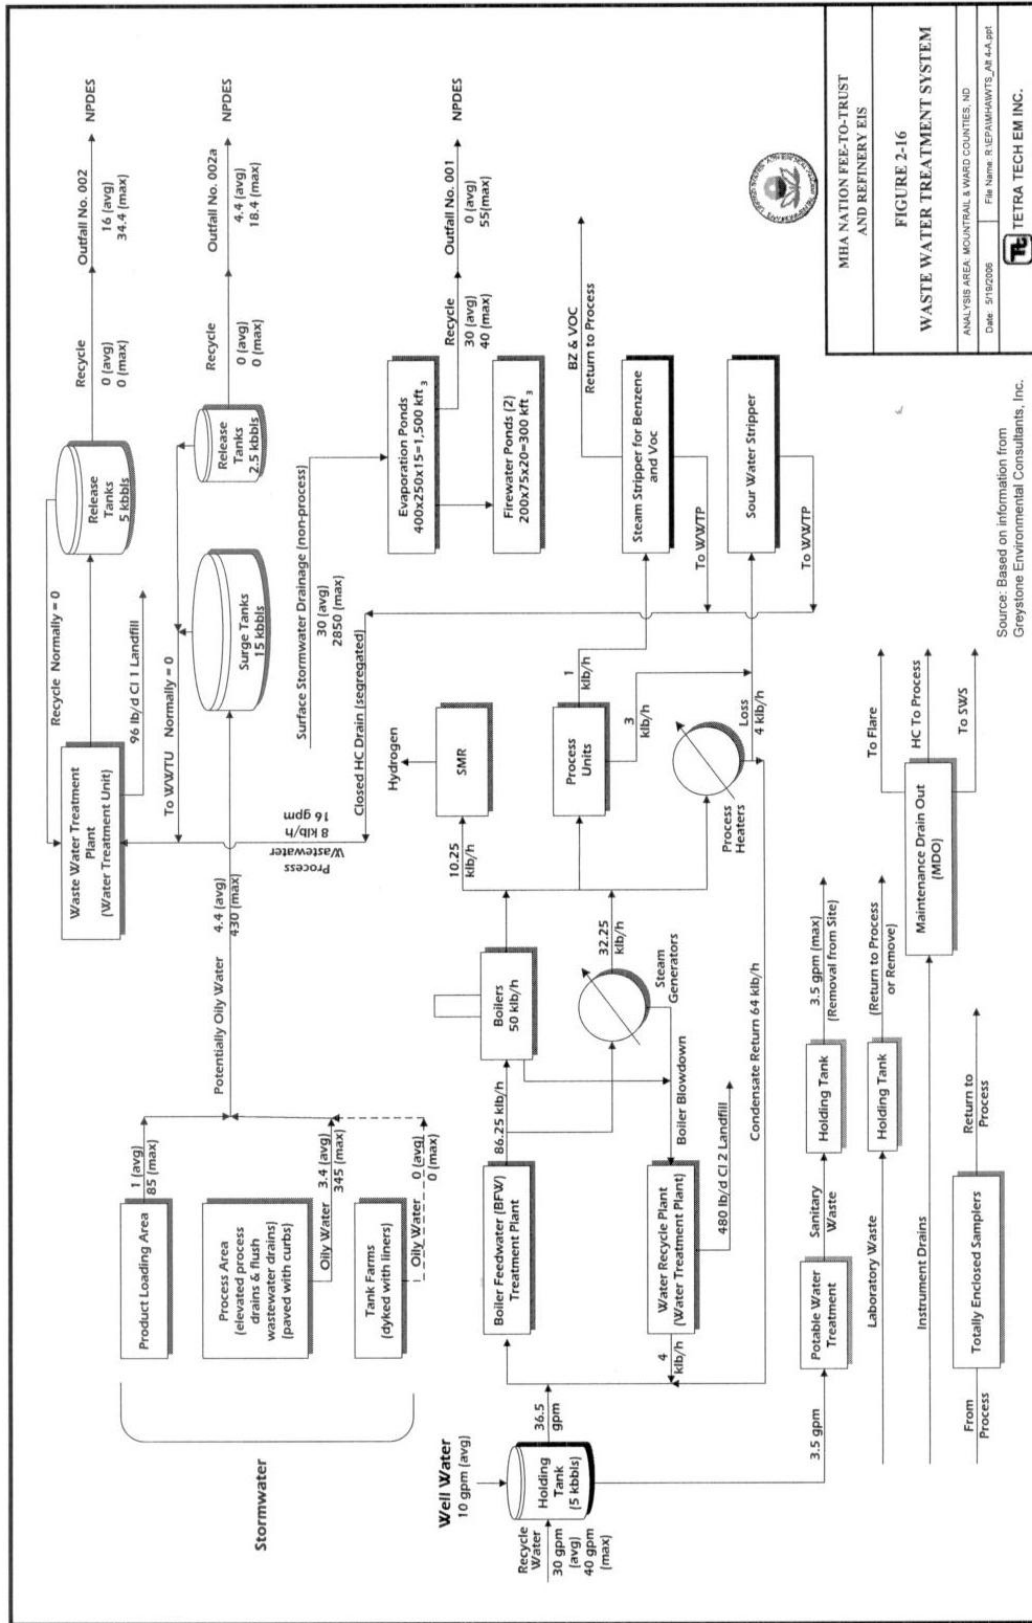 Stormwater
Product Loading Area
1 (avg)
85 (max)
Process Area
(elevated process
drains & flush
wastewater drains)
(paved with curbs)
Oily Water
3.4 (avg)
345 (max)
Tank Farms
(dyked with liners)
Oily Water
0 (avg)
0 (max)
Potentially Oily Water
4.4 (avg)
430 (max)
Waste Water Treatment
Plant
(Water Treatment Unit)
Recycle Normally = 0
96 lb/d Cl 1 Landfill
Release
Tanks
5 kbbls
Recycle
0 (avg)
0 (max)
Outfall No. 002
16 (avg)
34.4 (max)
NPDES
To WWTU Normally = 0
Surge Tanks
15 kbbls
Release
Tanks
2.5 kbbls
Recycle
0 (avg)
0 (max)
Outfall No. 002a
4.4 (avg)
18.4 (max)
NPDES
Process
Wastewater
8 klb/h
16 gpm
Surface Stormwater Drainage (non-process)
30 (avg)
2850 (max)
Closed HC Drain (segregated)
Evaporation Ponds
400x250x15=1,500 kft 3
Recycle
30 (avg)
40 (max)
Outfall No. 001
0 (avg)
55(max)
NPDES
Firewater Ponds (2)
200x75x20=300 kft 3
Well Water
10 gpm (avg)
Recycle
Water
30 gpm
(avg)
40 gpm
(max)
Holding
Tank
(5 kbbls)
36.5
gpm
Boiler Feedwater (BFW)
Treatment Plant
86.25 klb/h
Boilers
50 klb/h
10.25
klb/h
SMR
Hydrogen
Process
Units
1
klb/h
3
klb/h
Steam Stripper for Benzene
and Voc
BZ & VOC
Return to Process
To WWTP
Steam
Generators
32.25
klb/h
Process
Heaters
Loss
4 klb/h
Sour Water Stripper
To WWTP
Boiler Blowdown
Water Recycle Plant
(Water Treatment Plant)
4
klb/h
480 lb/d Cl 2 Landfill
Condensate Return 64 klb/h
3.5 gpm
Potable Water
Treatment
Sanitary
Waste
Holding Tank
3.5 gpm (max)
(Removal from Site)
Laboratory Waste
Holding Tank
(Return to Process
or Remove)
Instrument Drains
Maintenance Drain Out
(MDO)
To Flare
HC To Process
To SWS
From
Process
Totally Enclosed Samplers
Return to
Process
Source: Based on information from
Greystone Environmental Consultants, Inc.
MHA NATION FEE-TO-TRUST
AND REFINERY EIS
FIGURE 2-16
WASTE WATER TREATMENT SYSTEM
ANALYSIS AREA: MOUNTRAIL & WARD COUNTIES, ND
Date: 5/19/2006
File Name: R:\EPA\MHA\WTS_Alt 4-A.ppt
Tt
TETRA TECH EM INC.